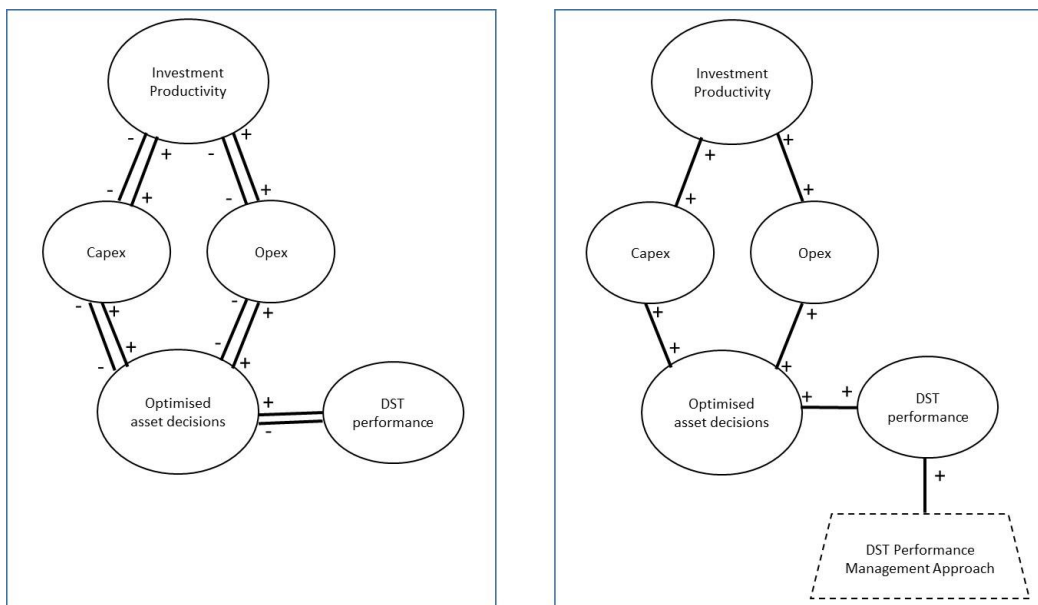 Investment
Productivity
-
+
-
+
-
+
-
+
Capex
Opex
-
+
-
+
-
+
-
+
Optimised
asset decisions
+
-
DST
performance
Investment
Productivity
+
+
+
+
Capex
Opex
+
+
+
+
Optimised
asset decisions
+
+
DST
performance
+
DST Performance
Management Approach